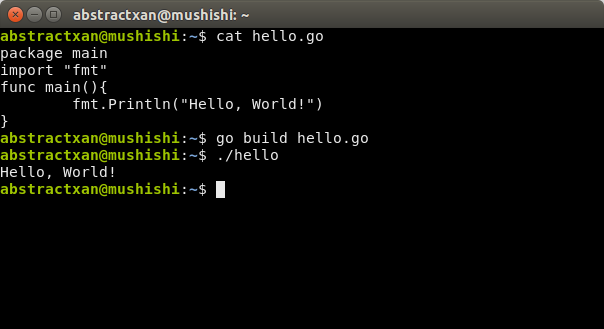 abstractxan@mushishi: ~
abstractxan@mushishi:~$ cat hello.go
package main
import "fmt"
func main(){
        fmt.Println("Hello, World!")
}
abstractxan@mushishi:~$ go build hello.go
abstractxan@mushishi:~$ ./hello
Hello, World!
abstractxan@mushishi:~$